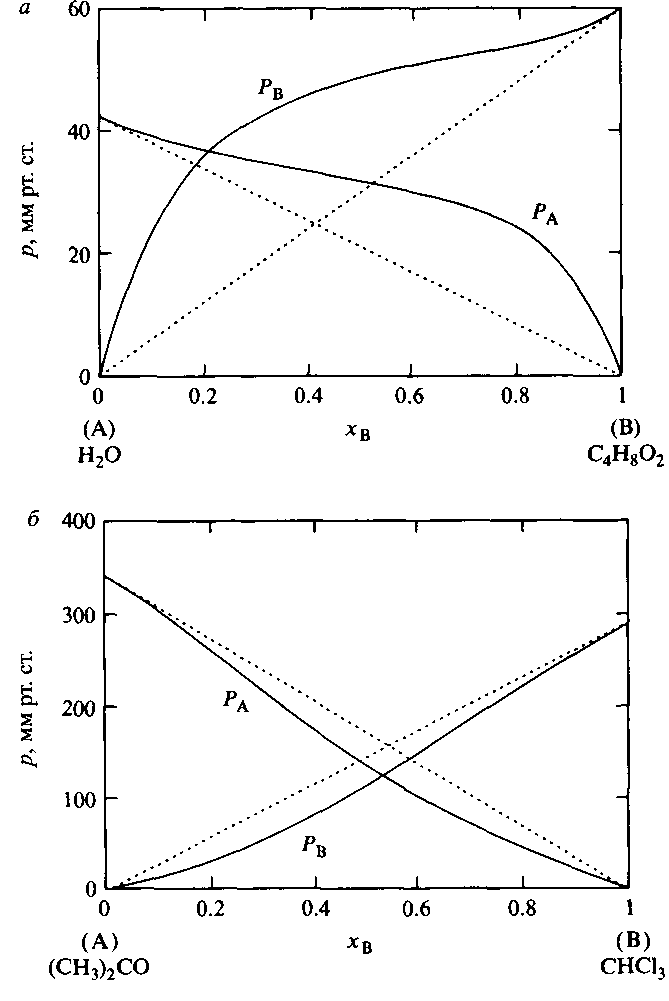 а
60
40
20
0
p, мм рт. ст.
P_B
P_A
0 0.2 0.4 0.6 0.8 1
(A) x_B (B)
H₂O C₄H₈O₂
б
400
300
200
100
0
p, мм рт. ст.
P_A
P_B
0 0.2 0.4 0.6 0.8 1
(A) x_B (B)
(CH₃)₂CO CHCl₃